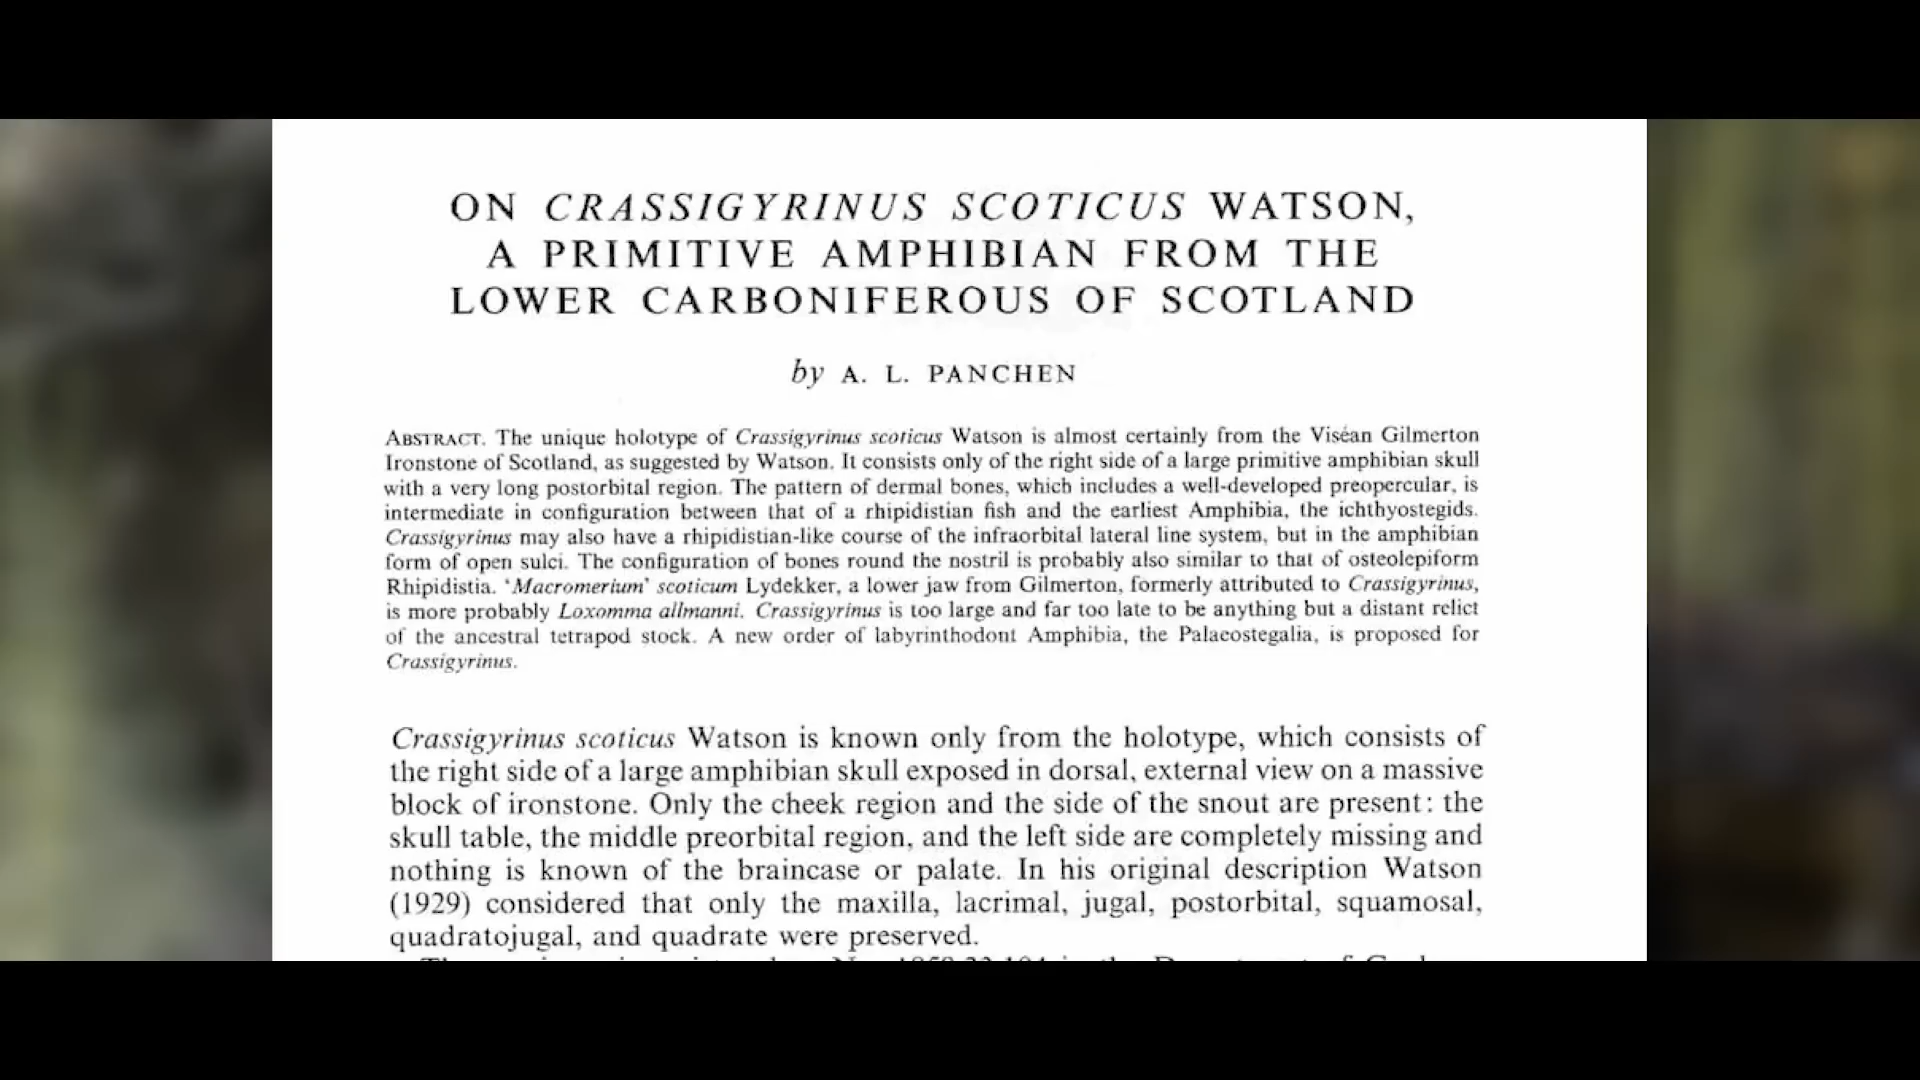 ON CRASSIGYRINUS SCOTICUS WATSON,
A PRIMITIVE AMPHIBIAN FROM THE
LOWER CARBONIFEROUS OF SCOTLAND
by A. L. PANCHEN
ABSTRACT. The unique holotype of Crassigyrinus scoticus Watson is almost certainly from the Viséan Gilmerton
Ironstone of Scotland, as suggested by Watson. It consists only of the right side of a large primitive amphibian skull
with a very long postorbital region. The pattern of dermal bones, which includes a well-developed preopercular, is
intermediate in configuration between that of a rhipidistian fish and the earliest Amphibia, the ichthyostegids.
Crassigyrinus may also have a rhipidistian-like course of the infraorbital lateral line system, but in the amphibian
form of open sulci. The configuration of bones round the nostril is probably also similar to that of osteolepiform
Rhipidistia. 'Macromerium' scoticum Lydekker, a lower jaw from Gilmerton, formerly attributed to Crassigyrinus,
is more probably Loxomma allmanni. Crassigyrinus is too large and far too late to be anything but a distant relict
of the ancestral tetrapod stock. A new order of labyrinthodont Amphibia, the Palaeostegalia, is proposed for
Crassigyrinus.
Crassigyrinus scoticus Watson is known only from the holotype, which consists of
the right side of a large amphibian skull exposed in dorsal, external view on a massive
block of ironstone. Only the cheek region and the side of the snout are present: the
skull table, the middle preorbital region, and the left side are completely missing and
nothing is known of the braincase or palate. In his original description Watson
(1929) considered that only the maxilla, lacrimal, jugal, postorbital, squamosal,
quadratojugal, and quadrate were preserved.